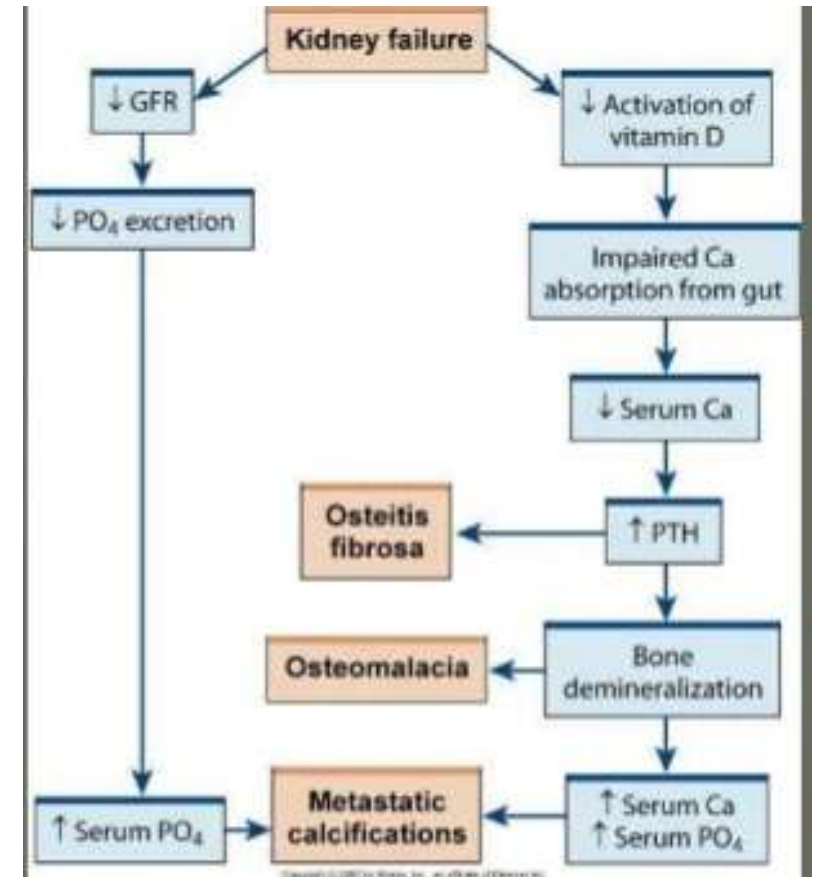 Kidney failure
↓ GFR
↓ Activation of
vitamin D
↓ PO₄ excretion
Impaired Ca
absorption from gut
↓ Serum Ca
Osteitis
fibrosa
↑ PTH
Osteomalacia
Bone
demineralization
↑ Serum PO₄
Metastatic
calcifications
↑ Serum Ca
↑ Serum PO₄